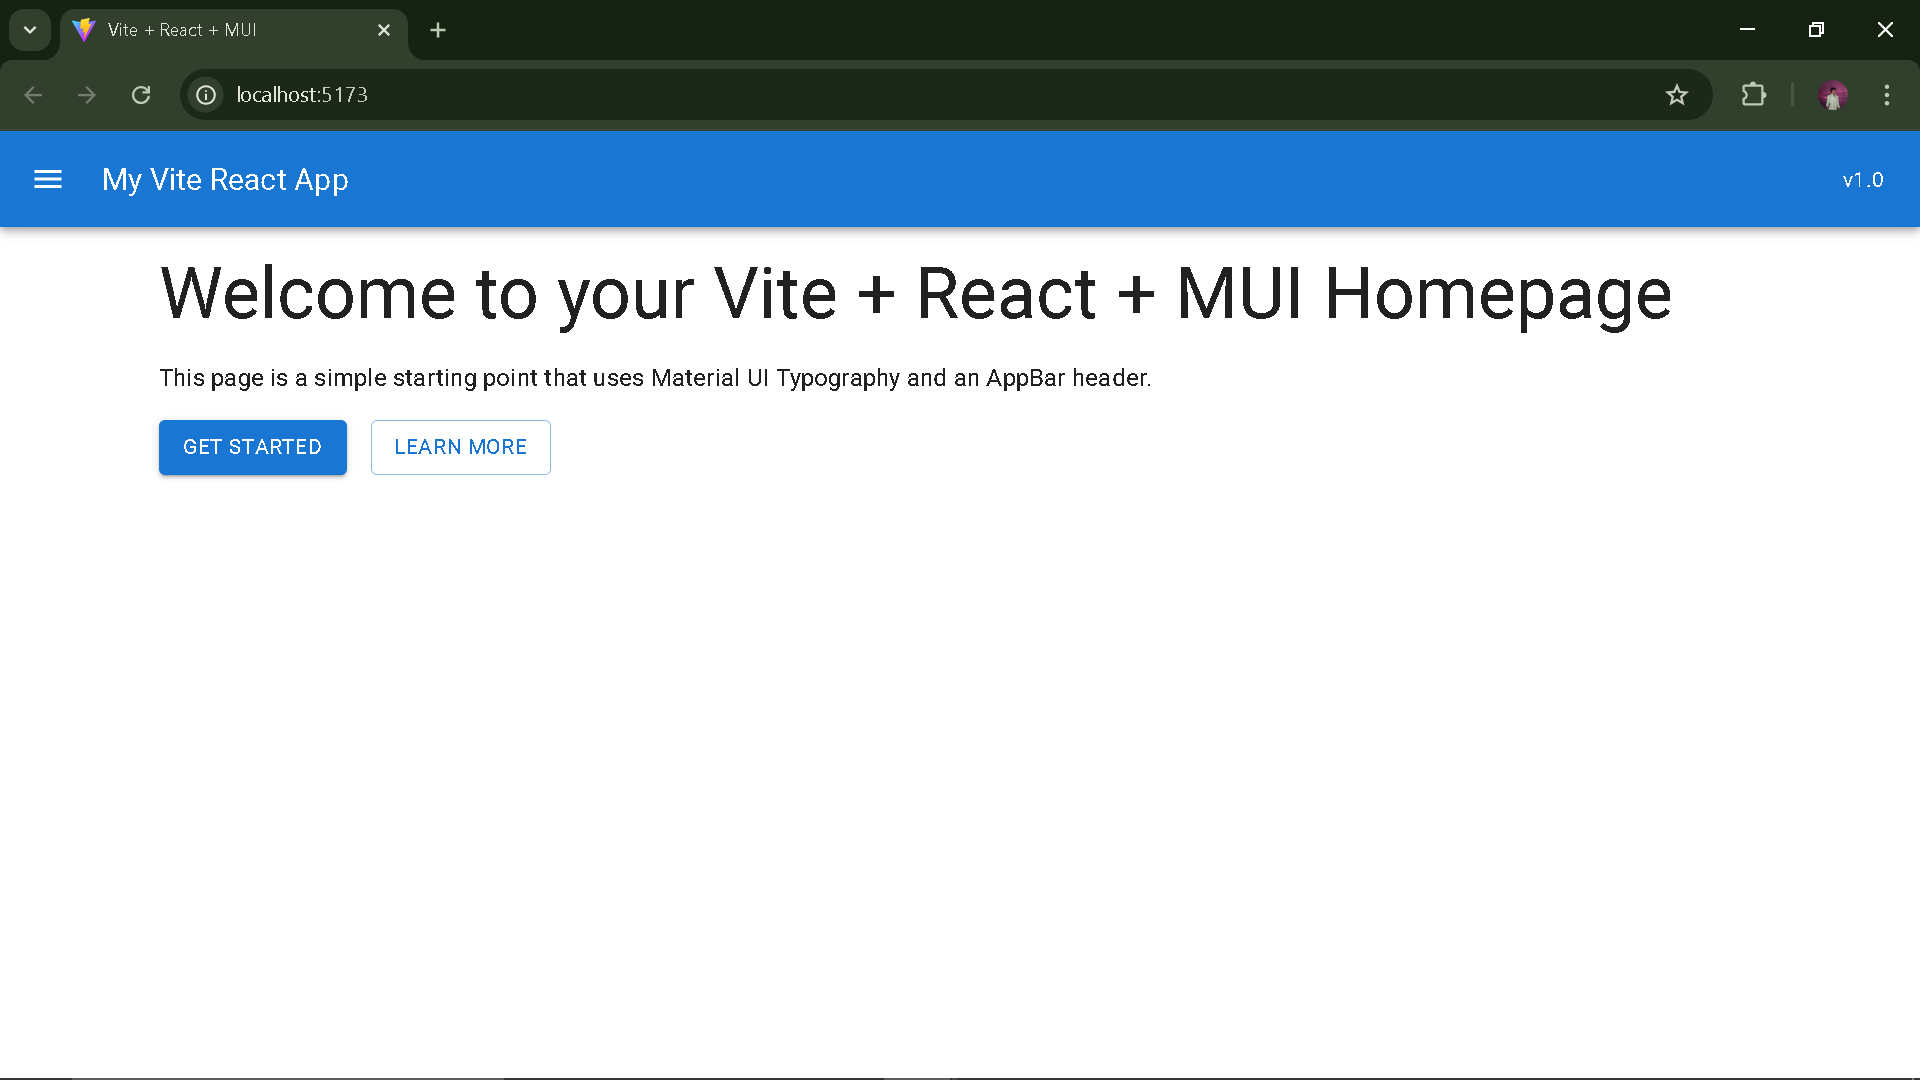 Vite + React + MUI
localhost:5173
My Vite React App
v1.0
Welcome to your Vite + React + MUI Homepage
This page is a simple starting point that uses Material UI Typography and an AppBar header.
GET STARTED
LEARN MORE